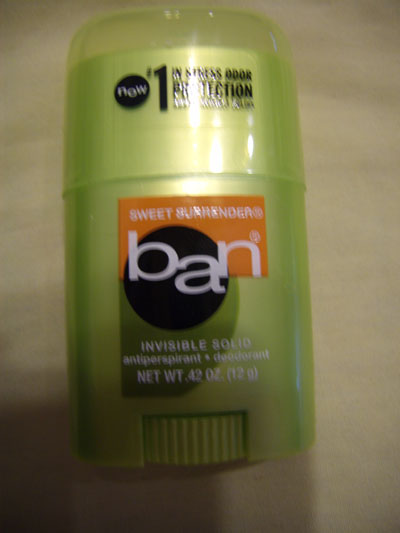 new
#1 IN STRESS ODOR
PROTECTION
SWEET SURRENDER®
ban®
INVISIBLE SOLID
antiperspirant • deodorant
NET WT .42 OZ. (12 g)